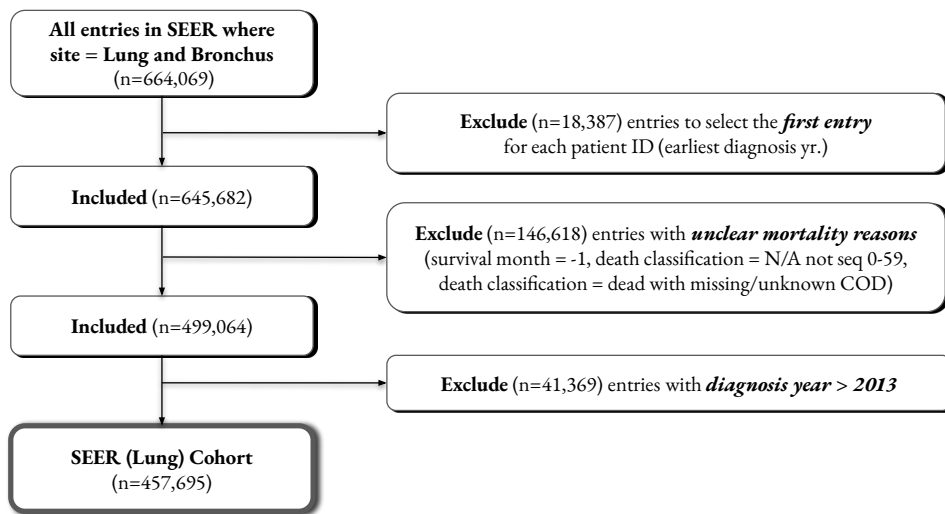 All entries in SEER where
site = Lung and Bronchus
(n=664,069)
Exclude (n=18,387) entries to select the first entry
for each patient ID (earliest diagnosis yr.)
Included (n=645,682)
Exclude (n=146,618) entries with unclear mortality reasons
(survival month = -1, death classification = N/A not seq 0-59,
death classification = dead with missing/unknown COD)
Included (n=499,064)
Exclude (n=41,369) entries with diagnosis year > 2013
SEER (Lung) Cohort
(n=457,695)